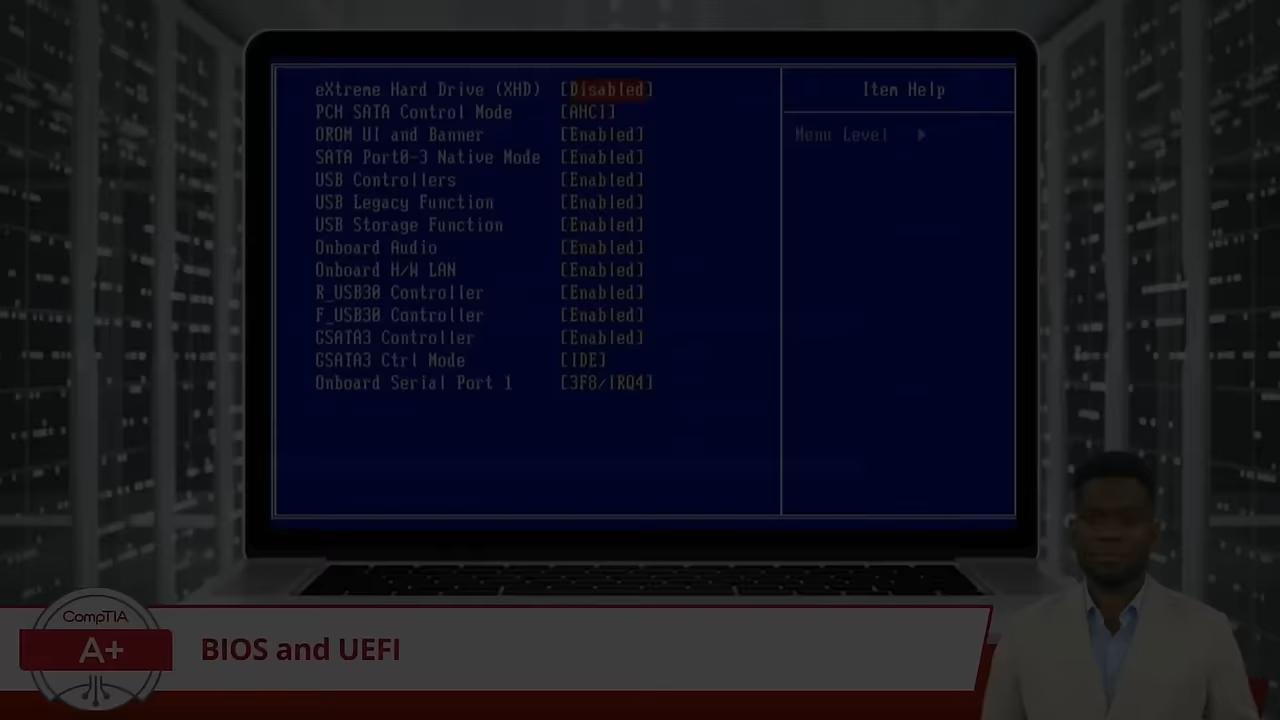 eXtreme Hard Drive (XHD) [Disabled]
PCH SATA Control Mode [AHCI]
OROM UI and Banner [Enabled]
SATA Port0-3 Native Mode [Enabled]
USB Controllers [Enabled]
USB Legacy Function [Enabled]
USB Storage Function [Enabled]
Onboard Audio [Enabled]
Onboard H/W LAN [Enabled]
R_USB30 Controller [Enabled]
F_USB30 Controller [Enabled]
GSATA3 Controller [Enabled]
GSATA3 Ctrl Mode [IDE]
Onboard Serial Port 1 [3F8/IRQ4]
Item Help
Menu Level
CompTIA
A+
BIOS and UEFI